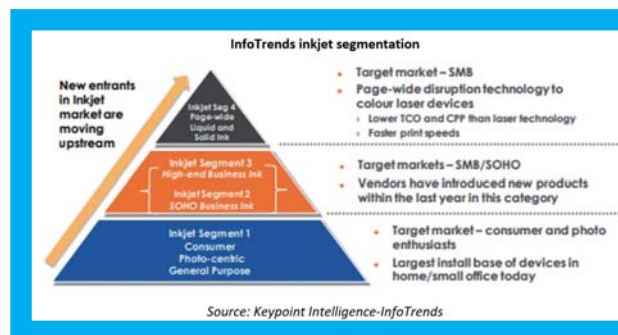 InfoTrends inkjet segmentation
New entrants
in Inkjet
market are
moving
upstream
Inkjet Seg 4
Page-wide
Liquid and
Solid Ink
• Target market – SMB
• Page-wide disruption technology to
colour laser devices
› Lower TCO and CPP than laser technology
› Faster print speeds
Inkjet Segment 3
High-end Business Ink
Inkjet Segment 2
SOHO Business Ink
• Target markets – SMB/SOHO
• Vendors have introduced new products
within the last year in this category
Inkjet Segment 1
Consumer
Photo-centric
General Purpose
• Target market – consumer and photo
enthusiasts
• Largest install base of devices in
home/small office today
Source: Keypoint Intelligence-InfoTrends